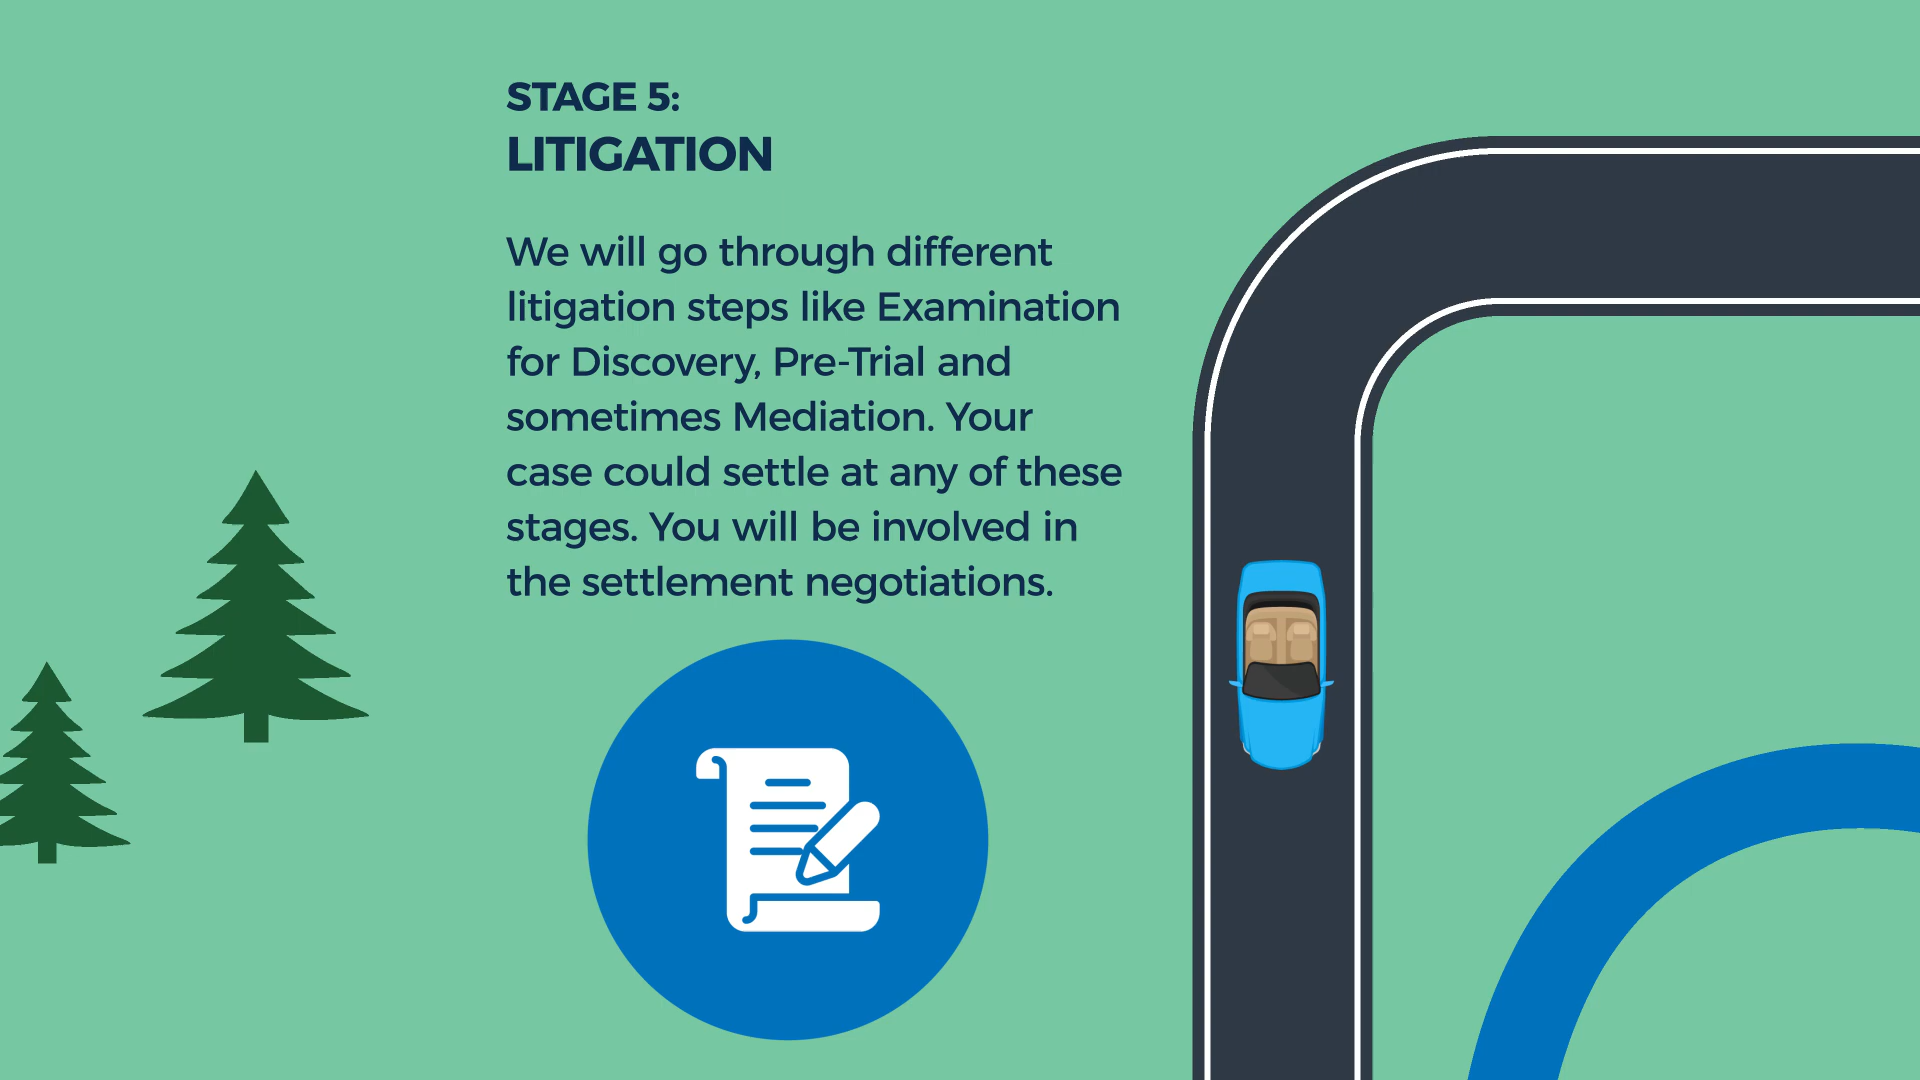 STAGE 5:
LITIGATION
We will go through different
litigation steps like Examination
for Discovery, Pre-Trial and
sometimes Mediation. Your
case could settle at any of these
stages. You will be involved in
the settlement negotiations.